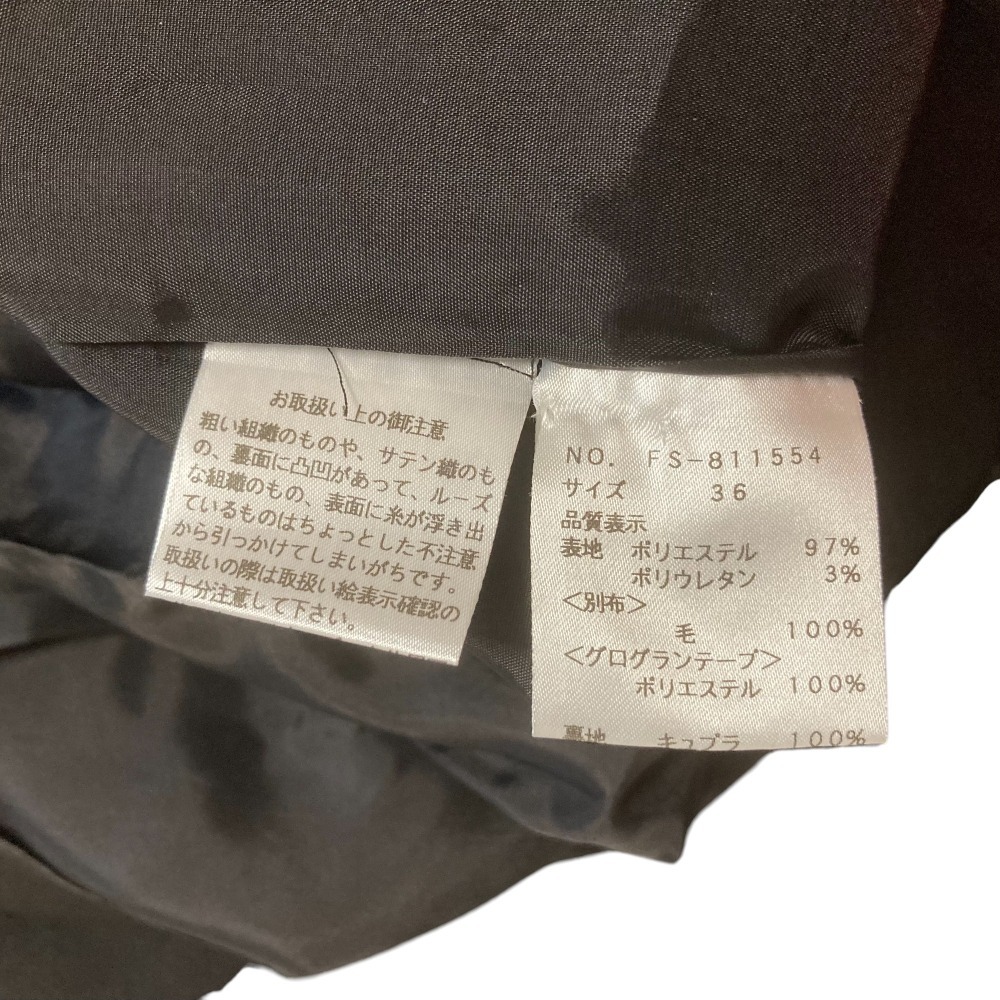 お取扱い上の御注意
粗い組織のものや、サテン織のも
の、裏面に凸凹があって、ルーズ
な組織のもの、表面に糸が浮き出
ているものはちょっとした不注意
から引っかけてしまいがちです。
取扱いの際は取扱い絵表示確認の
上十分注意して下さい。
NO. FS-811554
サイズ 36
品質表示
表地 ポリエステル 97%
ポリウレタン 3%
<別布>
毛 100%
<グログランテープ>
ポリエステル 100%
裏地 キュプラ 100%